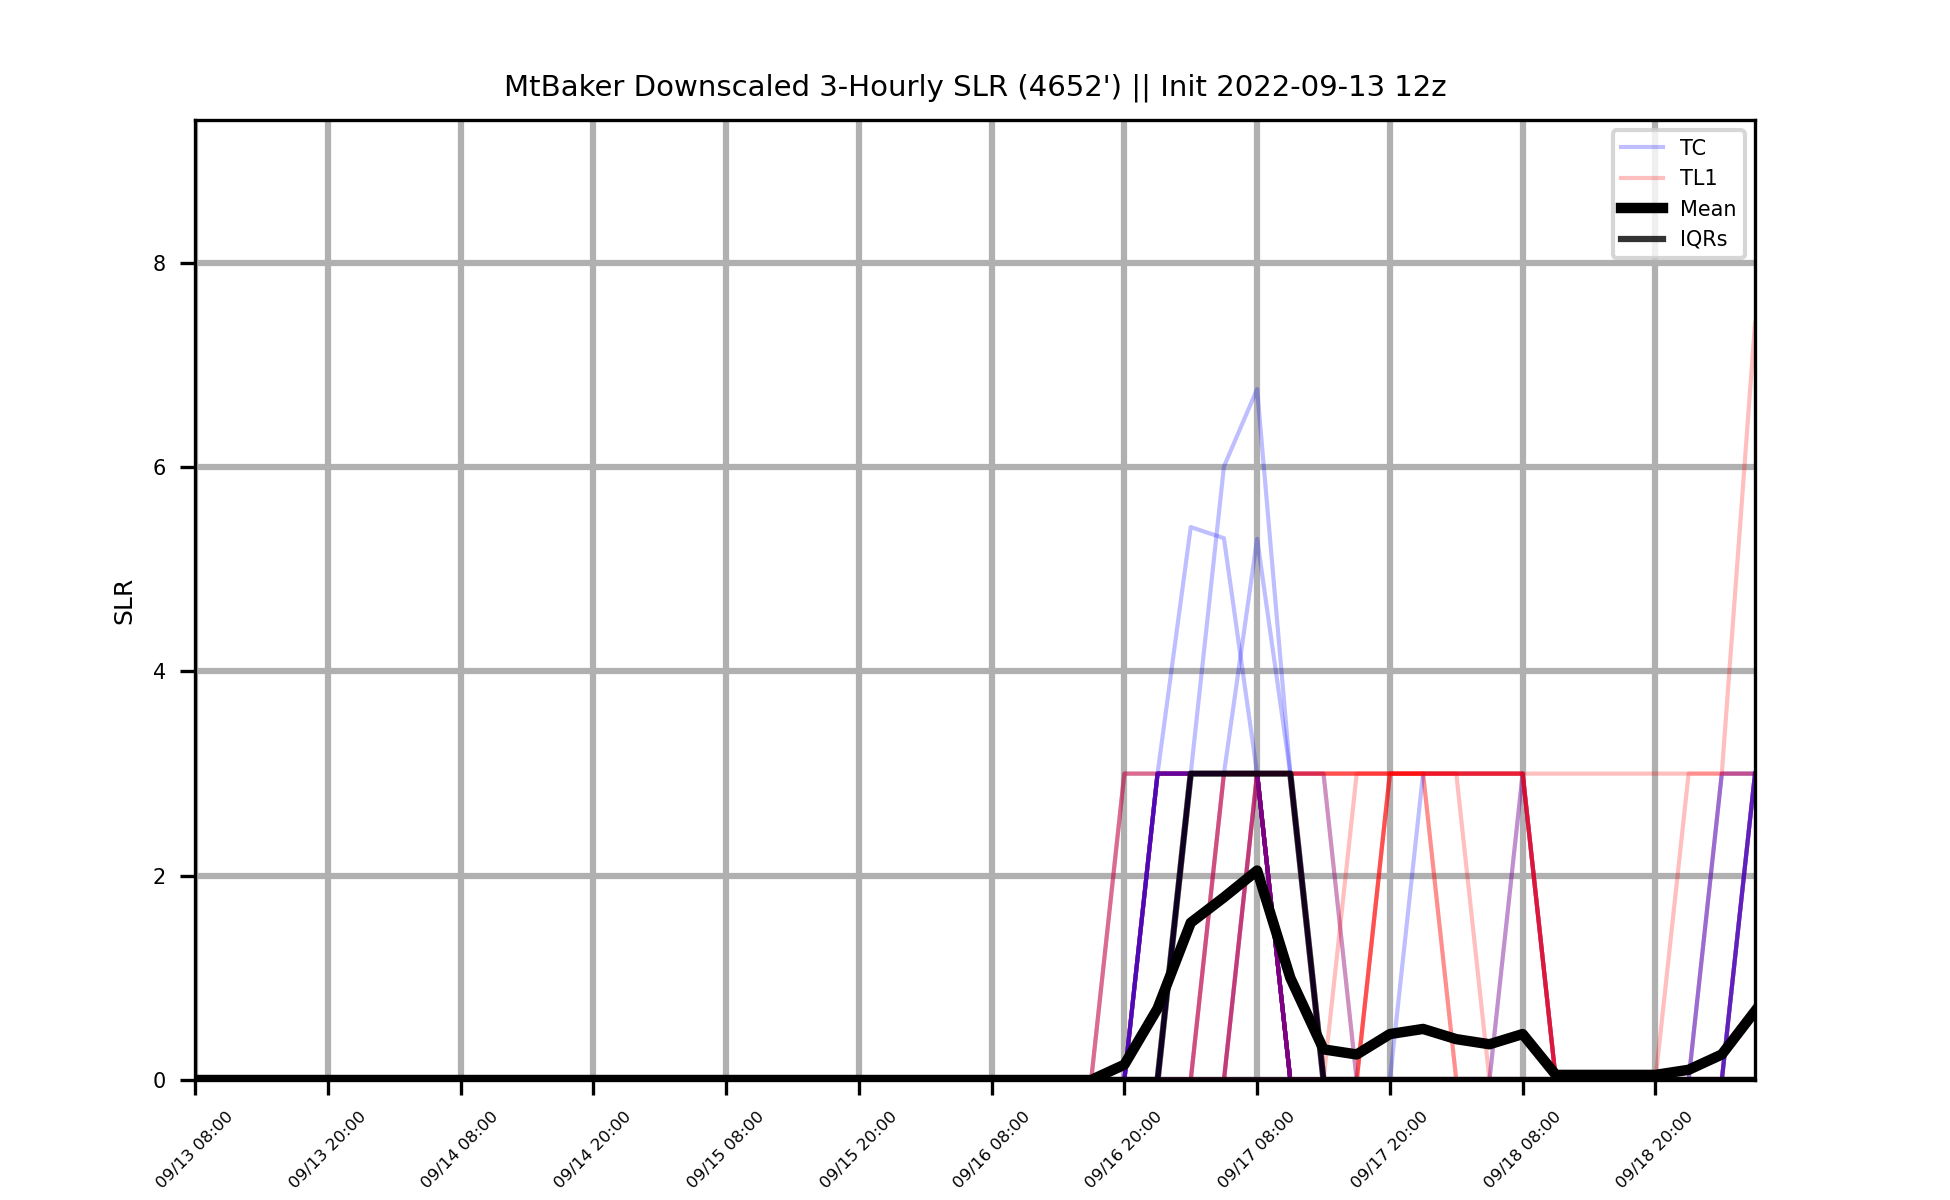 MtBaker Downscaled 3-Hourly SLR (4652') || Init 2022-09-13 12z
TC
TL1
Mean
IQRs
SLR
8
6
4
2
0
09/13 08:00
09/13 20:00
09/14 08:00
09/14 20:00
09/15 08:00
09/15 20:00
09/16 08:00
09/16 20:00
09/17 08:00
09/17 20:00
09/18 08:00
09/18 20:00